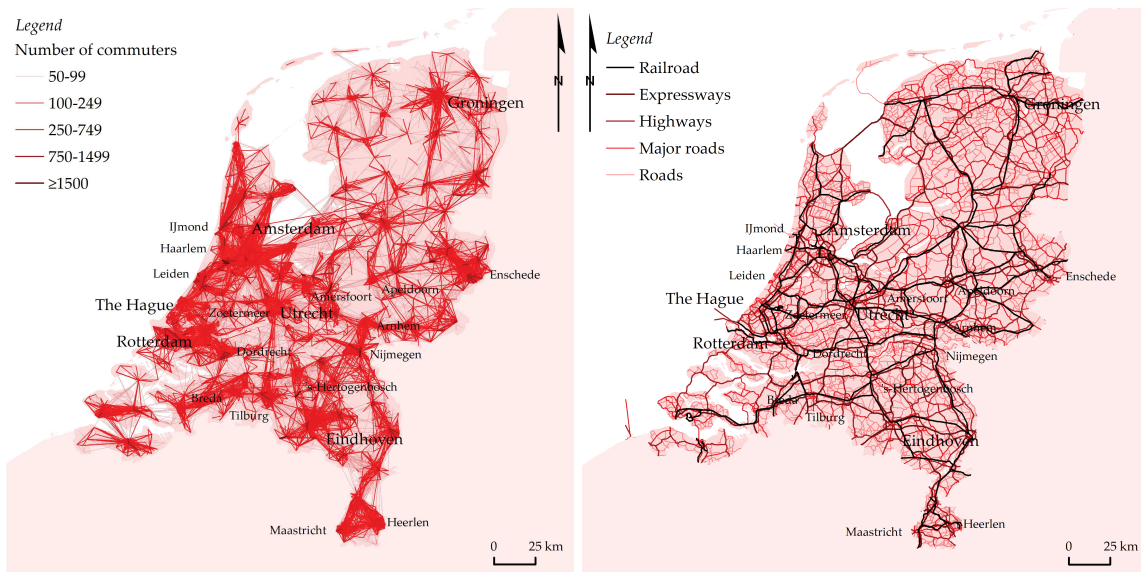 Legend
Number of commuters
50-99
100-249
250-749
750-1499
≥1500
N
Groningen
IJmond
Amsterdam
Haarlem
Leiden
Enschede
Apeldoorn
Amersfoort
The Hague
Zoetermeer
Utrecht
Arnhem
Rotterdam
Dordrecht
Nijmegen
's-Hertogenbosch
Breda
Tilburg
Eindhoven
Maastricht
Heerlen
0 25 km
Legend
Railroad
Expressways
Highways
Major roads
Roads
N
Groningen
IJmond
Amsterdam
Haarlem
Leiden
Enschede
Apeldoorn
Amersfoort
The Hague
Zoetermeer
Utrecht
Arnhem
Rotterdam
Dordrecht
Nijmegen
's-Hertogenbosch
Breda
Tilburg
Eindhoven
Maastricht
Heerlen
0 25 km